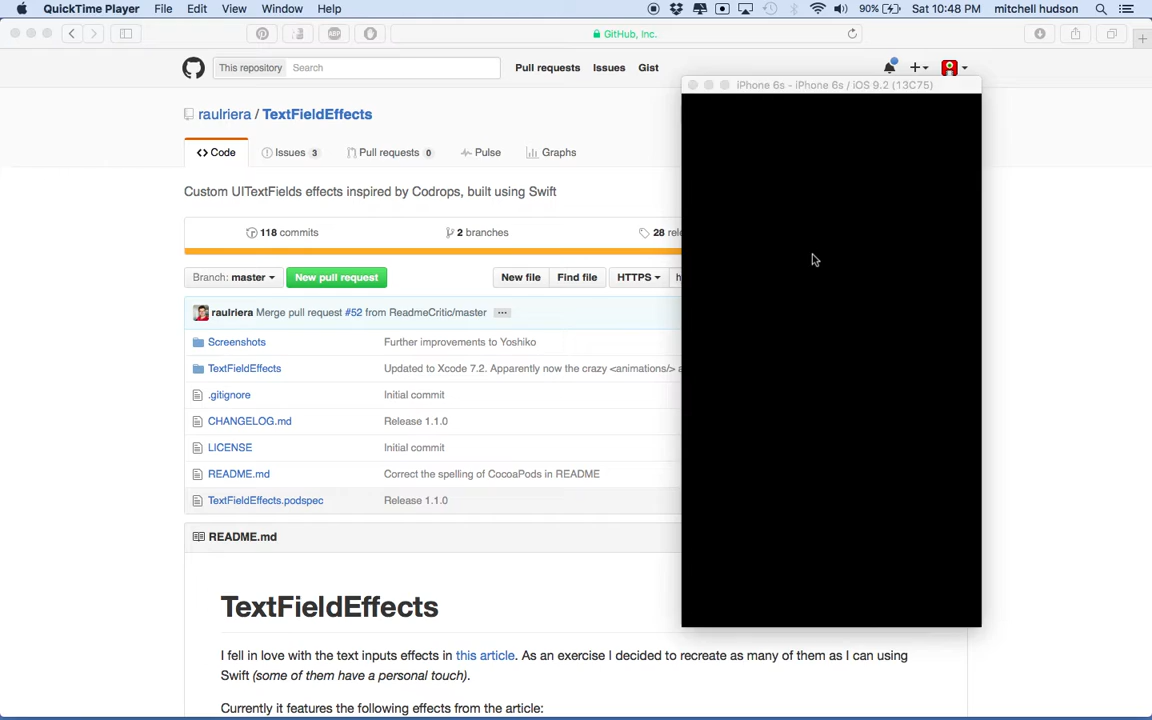 QuickTime Player File Edit View Window Help 90% Sat 10:48 PM mitchell hudson
GitHub, Inc.
This repository Search Pull requests Issues Gist
iPhone 6s - iPhone 6s / iOS 9.2 (13C75)
raulriera / TextFieldEffects
Code Issues 3 Pull requests 0 Pulse Graphs
Custom UITextFields effects inspired by Codrops, built using Swift
118 commits 2 branches 28 rele
Branch: master New pull request New file Find file HTTPS h
raulriera Merge pull request #52 from ReadmeCritic/master ...
Screenshots Further improvements to Yoshiko
TextFieldEffects Updated to Xcode 7.2. Apparently now the crazy <animations/> a
.gitignore Initial commit
CHANGELOG.md Release 1.1.0
LICENSE Initial commit
README.md Correct the spelling of CocoaPods in README
TextFieldEffects.podspec Release 1.1.0
README.md
TextFieldEffects
I fell in love with the text inputs effects in this article. As an exercise I decided to recreate as many of them as I can using
Swift (some of them have a personal touch).
Currently it features the following effects from the article: